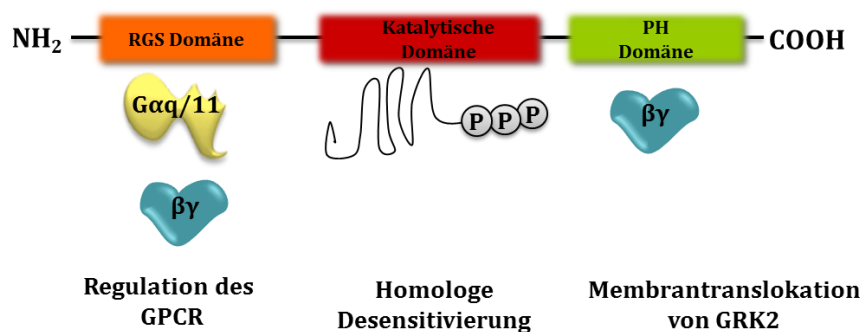 NH₂
RGS Domäne
Katalytische
Domäne
PH
Domäne
COOH
Gαq/11
βγ
P P P
βγ
Regulation des
GPCR
Homologe
Desensitivierung
Membrantranslokation
von GRK2